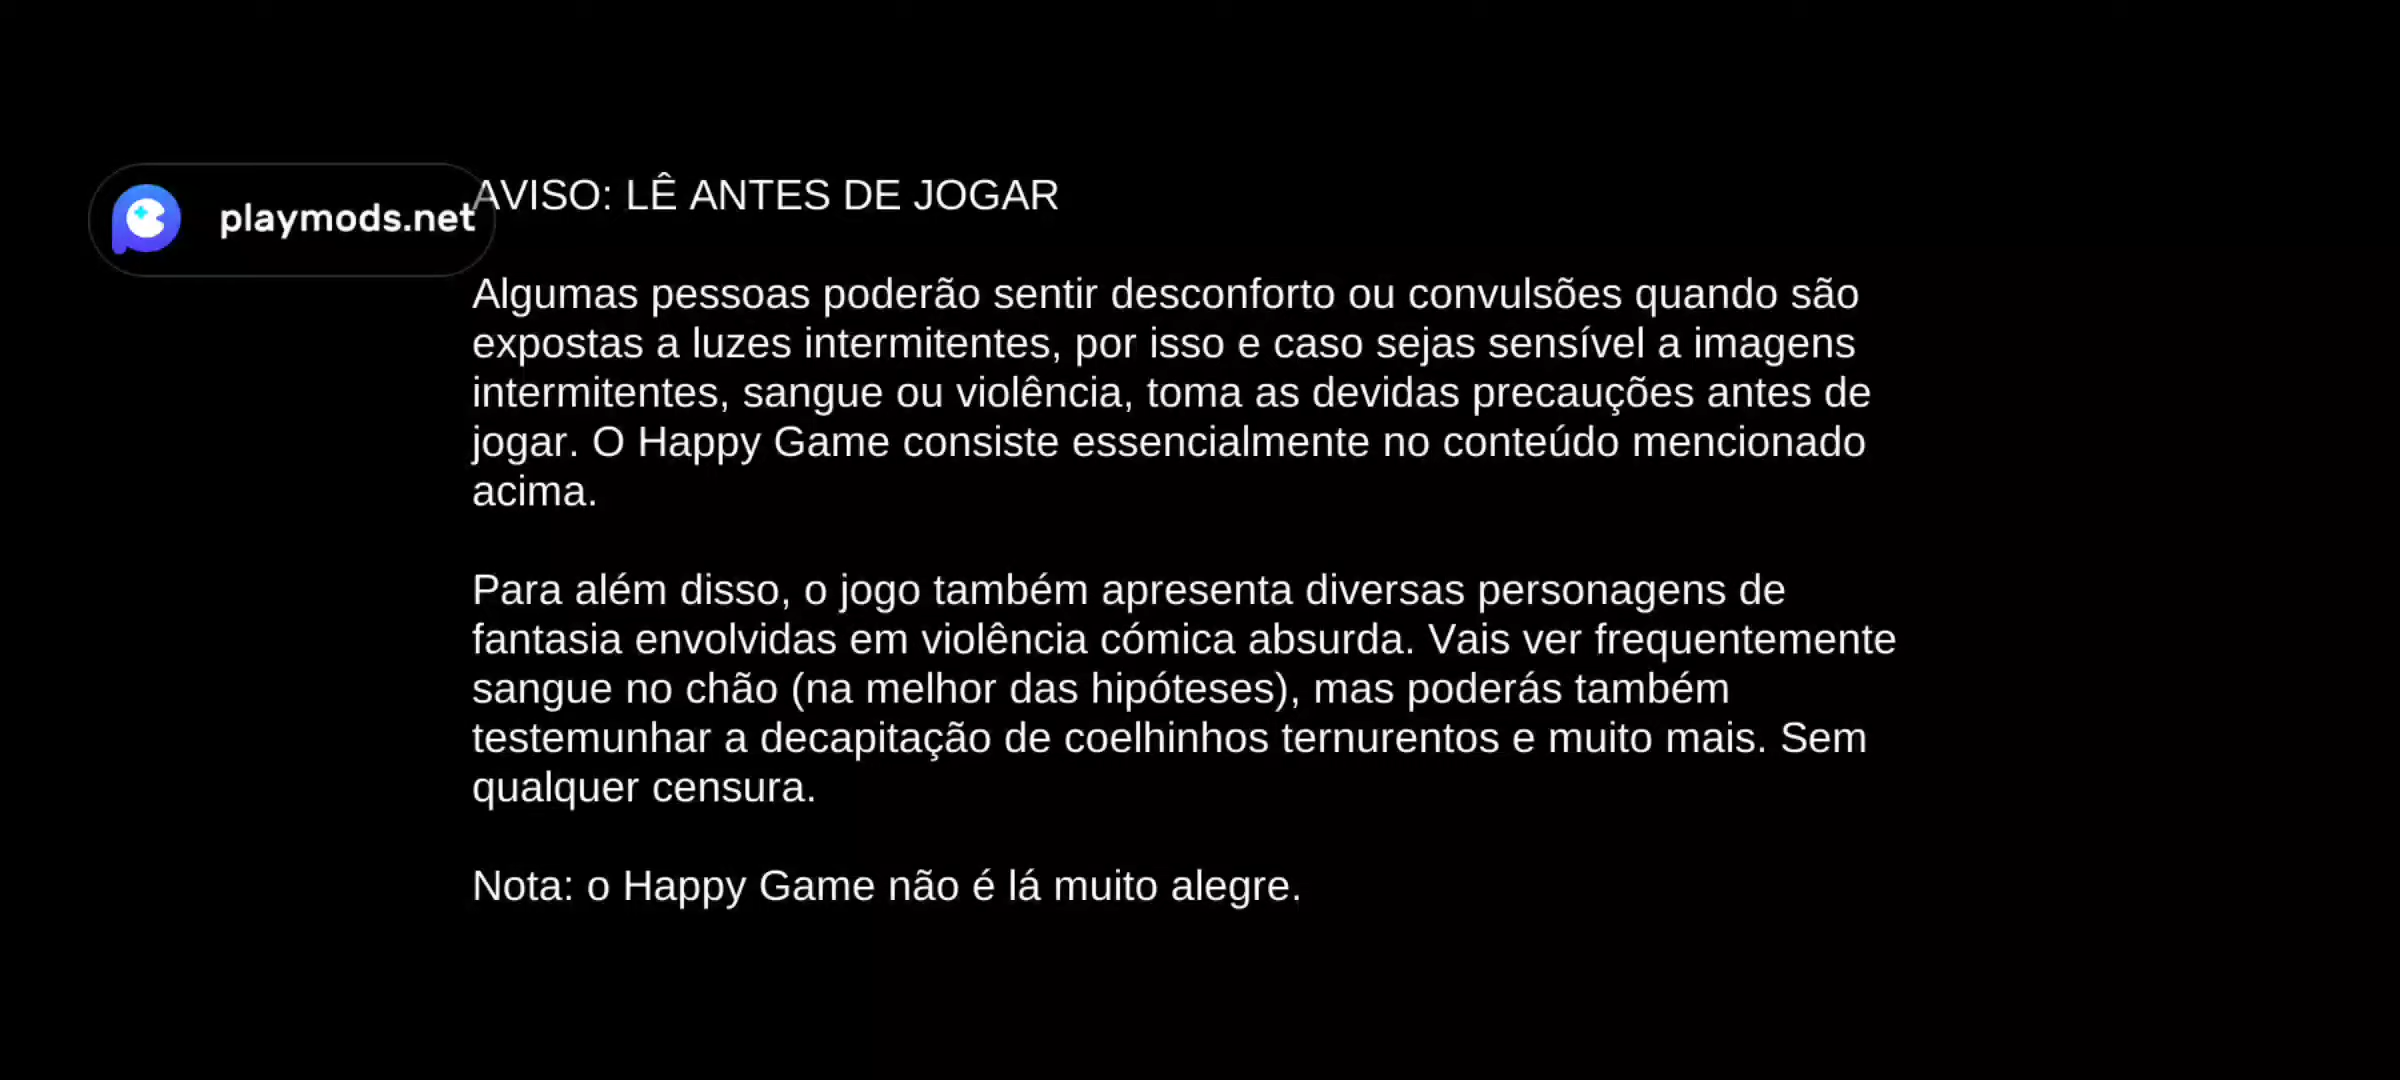 AVISO: LÊ ANTES DE JOGAR
playmods.net
Algumas pessoas poderão sentir desconforto ou convulsões quando são
expostas a luzes intermitentes, por isso e caso sejas sensível a imagens
intermitentes, sangue ou violência, toma as devidas precauções antes de
jogar. O Happy Game consiste essencialmente no conteúdo mencionado
acima.
Para além disso, o jogo também apresenta diversas personagens de
fantasia envolvidas em violência cómica absurda. Vais ver frequentemente
sangue no chão (na melhor das hipóteses), mas poderás também
testemunhar a decapitação de coelhinhos ternurentos e muito mais. Sem
qualquer censura.
Nota: o Happy Game não é lá muito alegre.